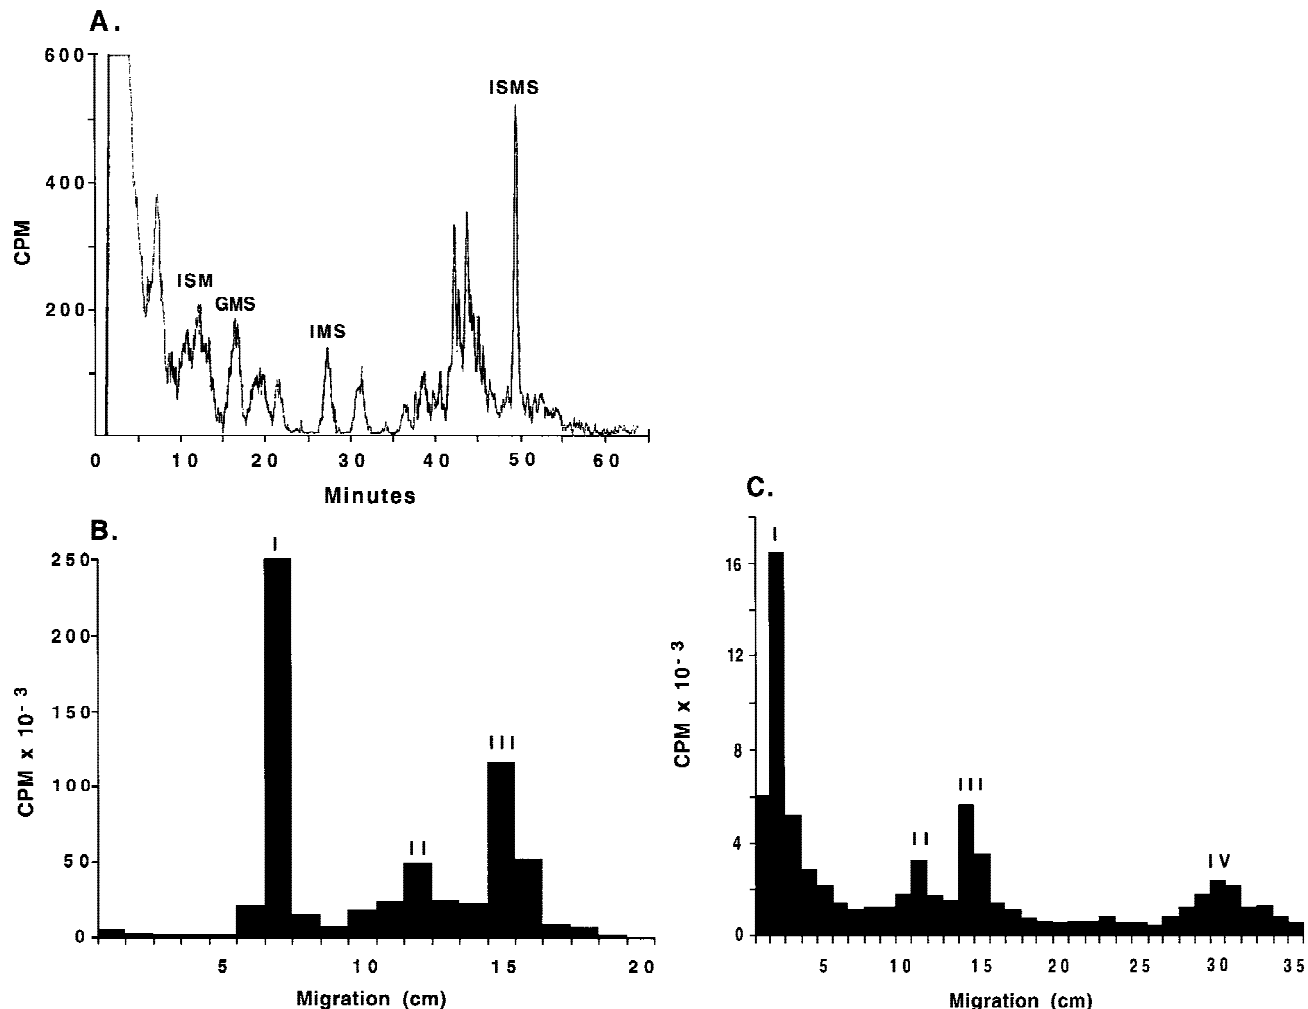 A.
600
400
200
CPM
ISM
GMS
IMS
ISMS
0 10 20 30 40 50 60
Minutes
B.
250
200
150
100
50
0
CPM x 10⁻³
I
II
III
5 10 15 20
Migration (cm)
C.
16
12
8
4
0
CPM x 10⁻³
I
II
III
IV
5 10 15 20 25 30 35
Migration (cm)